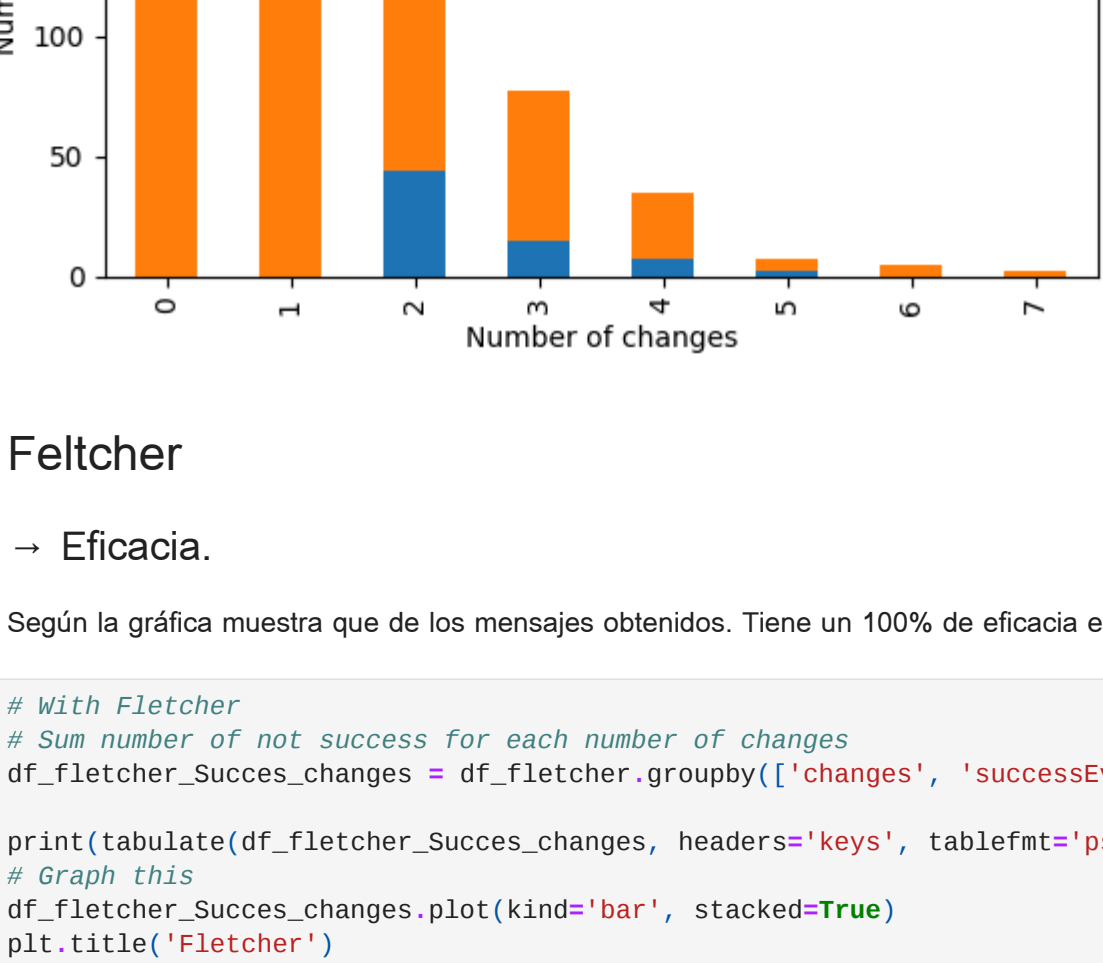 100
50
0
0 1 2 3 4 5 6 7
Number of changes
Feltcher
→ Eficacia.
Según la gráfica muestra que de los mensajes obtenidos. Tiene un 100% de eficacia e
# With Fletcher
# Sum number of not success for each number of changes
df_fletcher_Succes_changes = df_fletcher.groupby(['changes', 'successEv
print(tabulate(df_fletcher_Succes_changes, headers='keys', tablefmt='ps
# Graph this
df_fletcher_Succes_changes.plot(kind='bar', stacked=True)
plt.title('Fletcher')